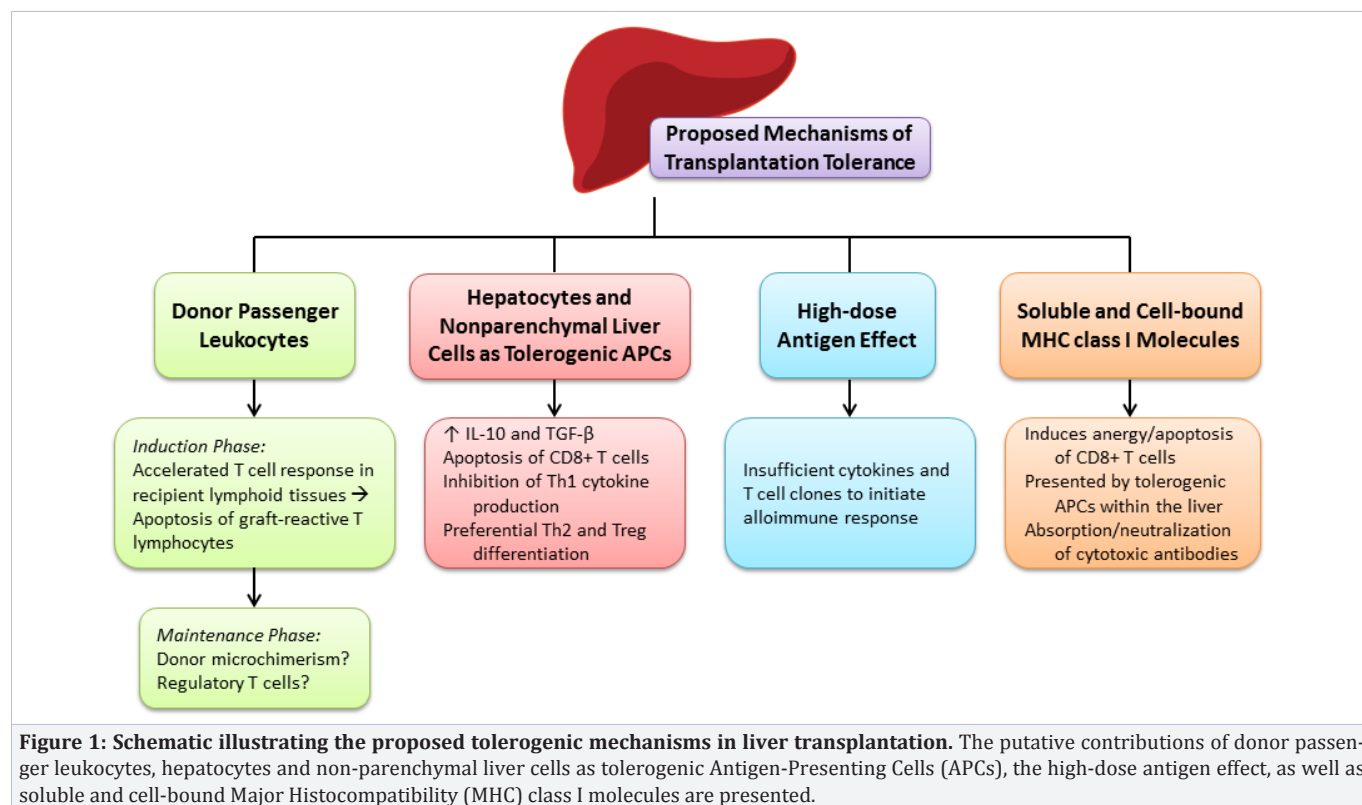 Proposed Mechanisms of
Transplantation Tolerance
Donor Passenger
Leukocytes
Hepatocytes and
Nonparenchymal Liver
Cells as Tolerogenic APCs
High-dose
Antigen Effect
Soluble and Cell-bound
MHC class I Molecules
Induction Phase:
Accelerated T cell response in
recipient lymphoid tissues →
Apoptosis of graft-reactive T
lymphocytes
↑ IL-10 and TGF-β
Apoptosis of CD8+ T cells
Inhibition of Th1 cytokine
production
Preferential Th2 and Treg
differentiation
Insufficient cytokines and
T cell clones to initiate
alloimmune response
Induces anergy/apoptosis
of CD8+ T cells
Presented by tolerogenic
APCs within the liver
Absorption/neutralization
of cytotoxic antibodies
Maintenance Phase:
Donor microchimerism?
Regulatory T cells?
Figure 1: Schematic illustrating the proposed tolerogenic mechanisms in liver transplantation. The putative contributions of donor passen-
ger leukocytes, hepatocytes and non-parenchymal liver cells as tolerogenic Antigen-Presenting Cells (APCs), the high-dose antigen effect, as well as
soluble and cell-bound Major Histocompatibility (MHC) class I molecules are presented.